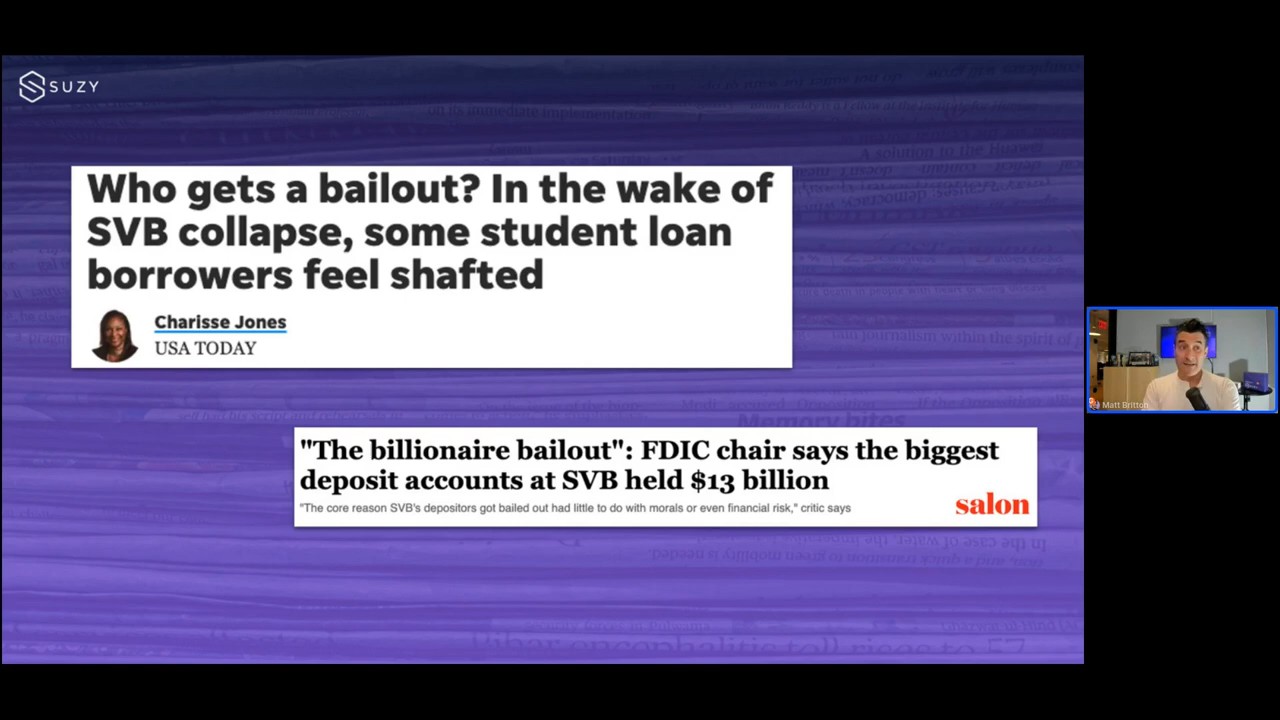 SUZY
Who gets a bailout? In the wake of
SVB collapse, some student loan
borrowers feel shafted
Charisse Jones
USA TODAY
Memory bites
"The billionaire bailout": FDIC chair says the biggest
deposit accounts at SVB held $13 billion
"The core reason SVB's depositors got bailed out had little to do with morals or even financial risk," critic says
salon
Matt Britton